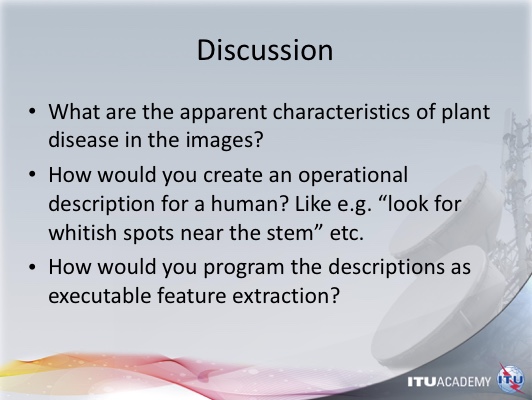 Discussion
• What are the apparent characteristics of plant
disease in the images?
• How would you create an operational
description for a human? Like e.g. “look for
whitish spots near the stem” etc.
• How would you program the descriptions as
executable feature extraction?
ITUACADEMY ITU